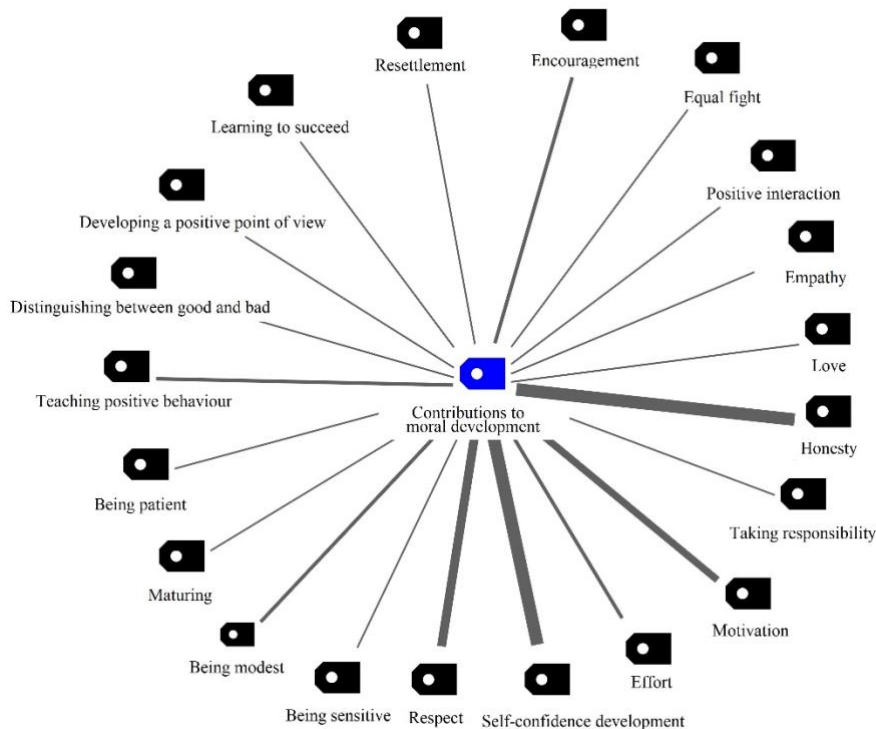 Resettlement
Encouragement
Equal fight
Learning to succeed
Positive interaction
Developing a positive point of view
Empathy
Distinguishing between good and bad
Love
Teaching positive behaviour
Contributions to
moral development
Honesty
Being patient
Taking responsibility
Maturing
Motivation
Being modest
Effort
Being sensitive
Respect
Self-confidence development